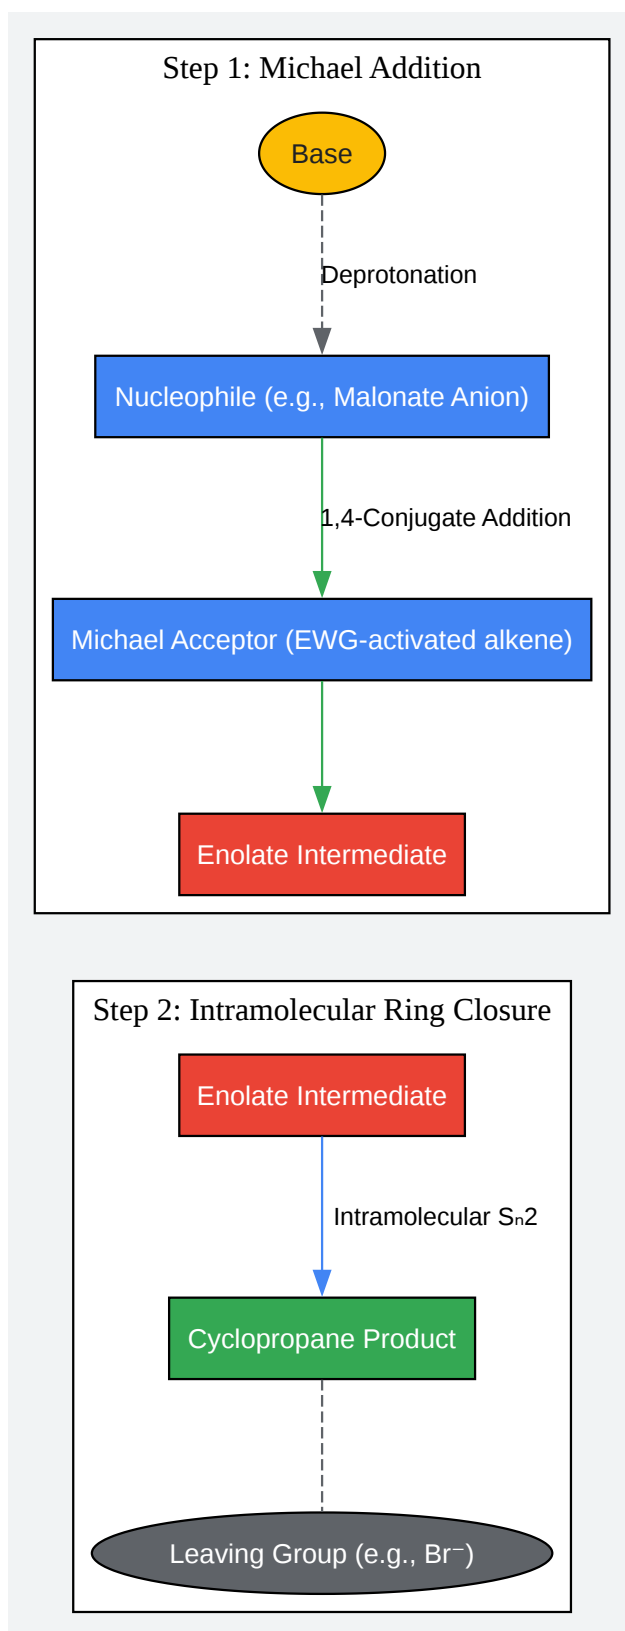 Step 1: Michael Addition
Base
Deprotonation
Nucleophile (e.g., Malonate Anion)
1,4-Conjugate Addition
Michael Acceptor (EWG-activated alkene)
Enolate Intermediate
Step 2: Intramolecular Ring Closure
Enolate Intermediate
Intramolecular Sₙ2
Cyclopropane Product
Leaving Group (e.g., Br⁻)